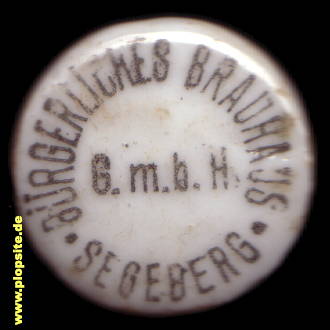 BÜRGERLICHES BRAUHAUS
G.m.b.H.
• SEGEBERG •
www.plopsite.de